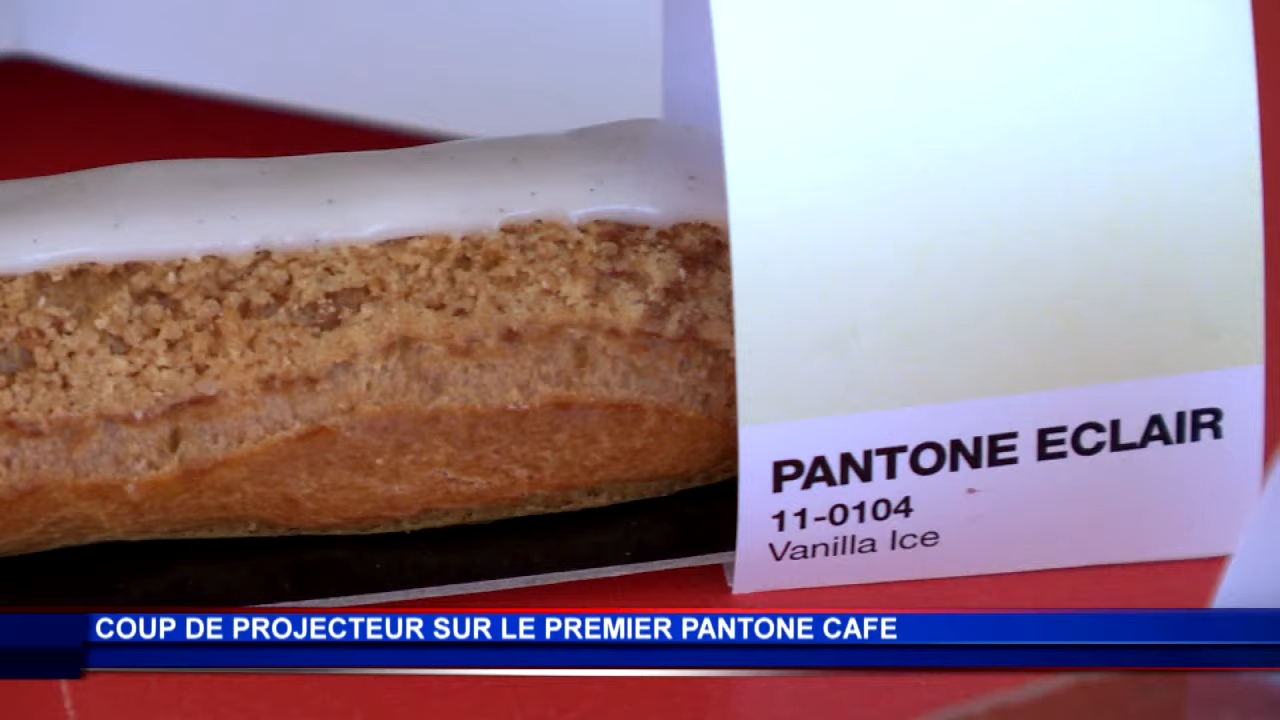 PANTONE ECLAIR
11-0104
Vanilla Ice
COUP DE PROJECTEUR SUR LE PREMIER PANTONE CAFE